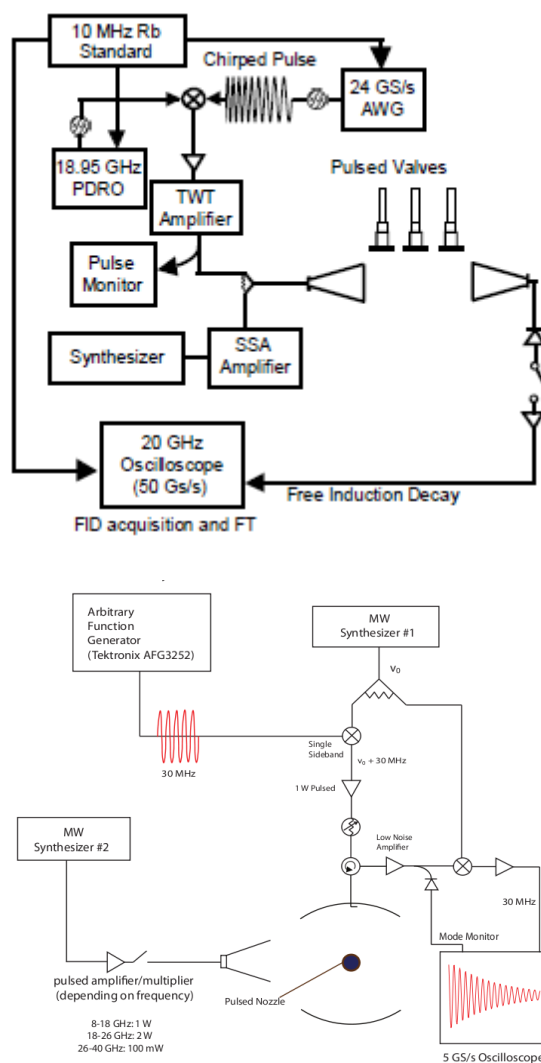 10 MHz Rb
Standard
Chirped Pulse
24 GS/s
AWG
18.95 GHz
PDRO
TWT
Amplifier
Pulsed Valves
Pulse
Monitor
Synthesizer
SSA
Amplifier
20 GHz
Oscilloscope
(50 Gs/s)
Free Induction Decay
FID acquisition and FT
Arbitrary
Function
Generator
(Tektronix AFG3252)
MW
Synthesizer #1
ν₀
30 MHz
Single
Sideband
ν₀ + 30 MHz
1 W Pulsed
MW
Synthesizer #2
Low Noise
Amplifier
30 MHz
Mode Monitor
pulsed amplifier/multiplier
(depending on frequency)
Pulsed Nozzle
8-18 GHz: 1 W
18-26 GHz: 2 W
26-40 GHz: 100 mW
5 GS/s Oscilloscope